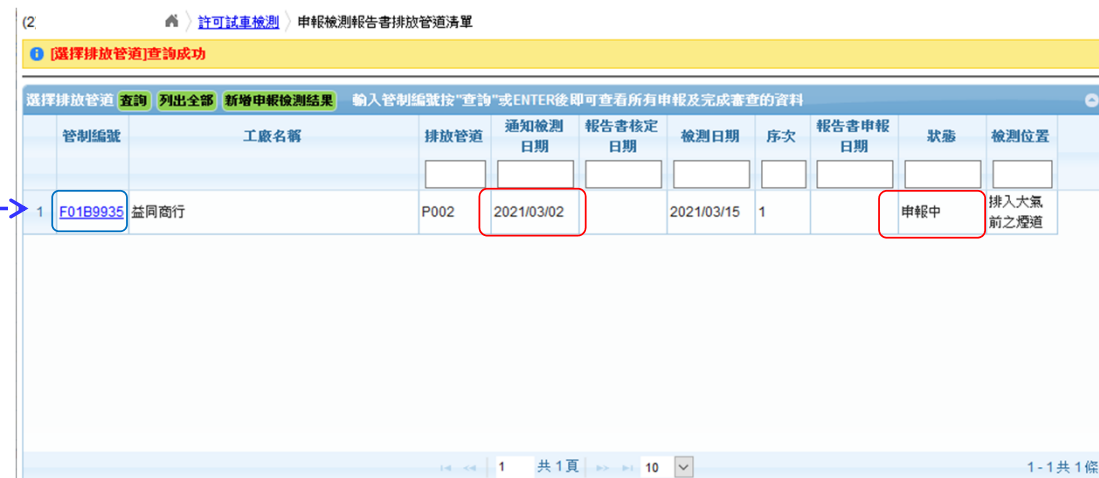 (2 許可試車檢測 申報檢測報告書排放管道清單
[選擇排放管道]查詢成功
選擇排放管道 查詢 列出全部 新增申報檢測結果 輸入管制編號按"查詢"或ENTER後即可查看所有申報及完成審查的資料
管制編號 工廠名稱 排放管道 通知檢測日期 報告書核定日期 檢測日期 序次 報告書申報日期 狀態 檢測位置
1 F01B9935 益同商行 P002 2021/03/02 2021/03/15 1 申報中 排入大氣前之煙道
1 共 1 頁 10 1 - 1 共 1 條